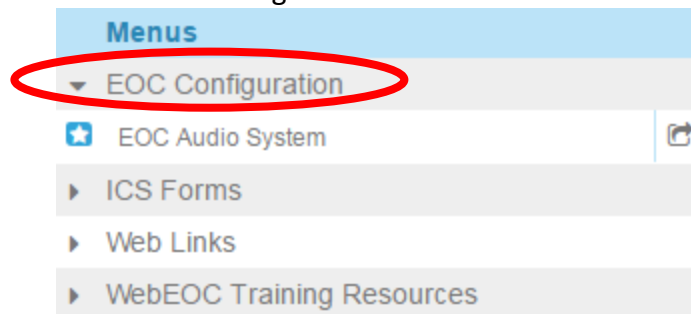 Menus
EOC Configuration
EOC Audio System
ICS Forms
Web Links
WebEOC Training Resources